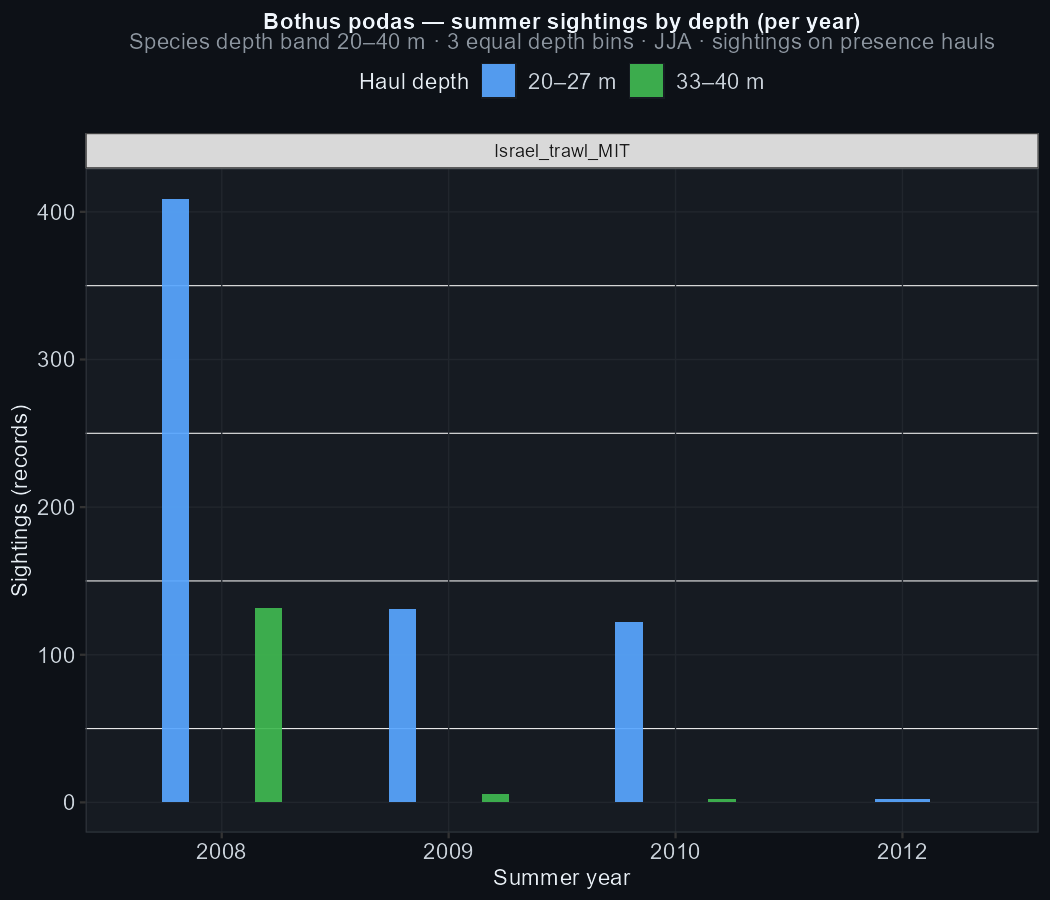 Bothus podas — summer sightings by depth (per year)
Species depth band 20–40 m · 3 equal depth bins · JJA · sightings on presence hauls
Haul depth 20–27 m 33–40 m
Israel_trawl_MIT
Sightings (records)
400
300
200
100
0
2008 2009 2010 2012
Summer year